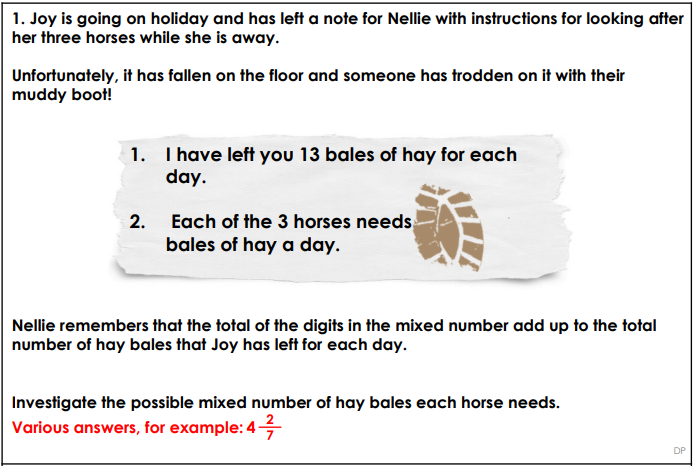 1. Joy is going on holiday and has left a note for Nellie with instructions for looking after
her three horses while she is away.
Unfortunately, it has fallen on the floor and someone has trodden on it with their
muddy boot!
1. I have left you 13 bales of hay for each
day.
2. Each of the 3 horses needs
bales of hay a day.
Nellie remembers that the total of the digits in the mixed number add up to the total
number of hay bales that Joy has left for each day.
Investigate the possible mixed number of hay bales each horse needs.
Various answers, for example: 4 2/7
DP